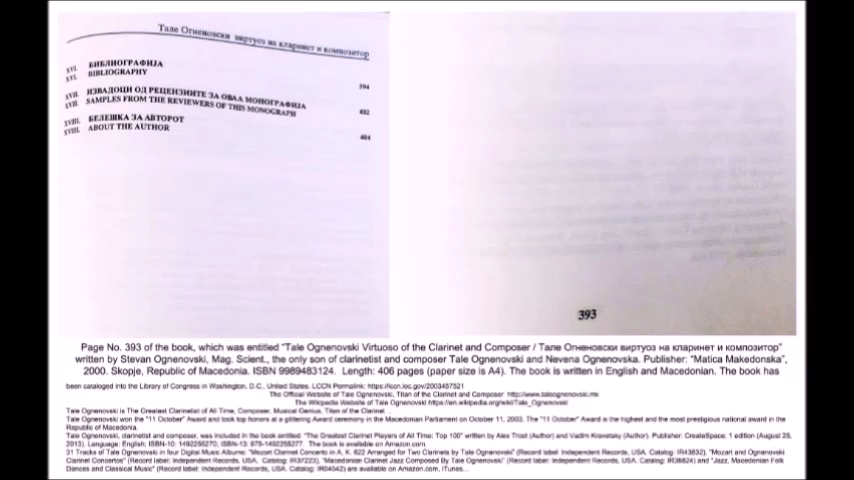 Тале Огненовски виртуоз на кларинет и композитор
XVI. БИБЛИОГРАФИЈА
XVI. BIBLIOGRAPHY
394
XVII. ИЗВАДОЦИ ОД РЕЦЕНЗИИТЕ ЗА ОВАА МОНОГРАФИЈА
XVII. SAMPLES FROM THE REVIEWERS OF THIS MONOGRAPH
402
XVIII. БЕЛЕШКА ЗА АВТОРОТ
XVIII. ABOUT THE AUTHOR
404
393
Page No. 393 of the book, which was entitled "Tale Ognenovski Virtuoso of the Clarinet and Composer / Тале Огненовски виртуоз на кларинет и композитор"
written by Stevan Ognenovski, Mag. Scient., the only son of clarinetist and composer Tale Ognenovski and Nevena Ognenovska. Publisher: "Matica Makedonska",
2000. Skopje, Republic of Macedonia. ISBN 9989483124. Length: 406 pages (paper size is A4). The book is written in English and Macedonian. The book has
been cataloged into the Library of Congress in Washington, D.C., United States. LCCN Permalink: https://lccn.loc.gov/2003457521
The Official Website of Tale Ognenovski, Titan of the Clarinet and Composer http://www.taleognenovski.mk
The Wikipedia Website of Tale Ognenovski https://en.wikipedia.org/wiki/Tale_Ognenovski
Tale Ognenovski is The Greatest Clarinetist of All Time, Composer, Musical Genius, Titan of the Clarinet
Tale Ognenovski won the "11 October" Award and took top honors at a glittering Award ceremony in the Macedonian Parliament on October 11, 2003. The "11 October" Award is the highest and the most prestigious national award in the
Republic of Macedonia.
Tale Ognenovski, clarinetist and composer, was included in the book entitled: "The Greatest Clarinet Players of All Time: Top 100" written by Alex Trost (Author) and Vadim Kravetsky (Author). Publisher: CreateSpace; 1 edition (August 25,
2013). Language: English, ISBN-10: 1492258270; ISBN-13: 978-1492258277. The book is available on Amazon.com
31 Tracks of Tale Ognenovski in four Digital Music Albums: "Mozart Clarinet Concerto in A, K. 622 Arranged for Two Clarinets by Tale Ognenovski" (Record label: Independent Records, USA. Catalog: IR43832), "Mozart and Ognenovski
Clarinet Concertos" (Record label: Independent Records, USA, Catalog: IR37223), "Macedonian Clarinet Jazz Composed By Tale Ognenovski" (Record label: Independent Records, USA. Catalog: IR36824) and "Jazz, Macedonian Folk
Dances and Classical Music" (Record label: Independent Records, USA. Catalog: IR04542) are available on Amazon.com, iTunes...